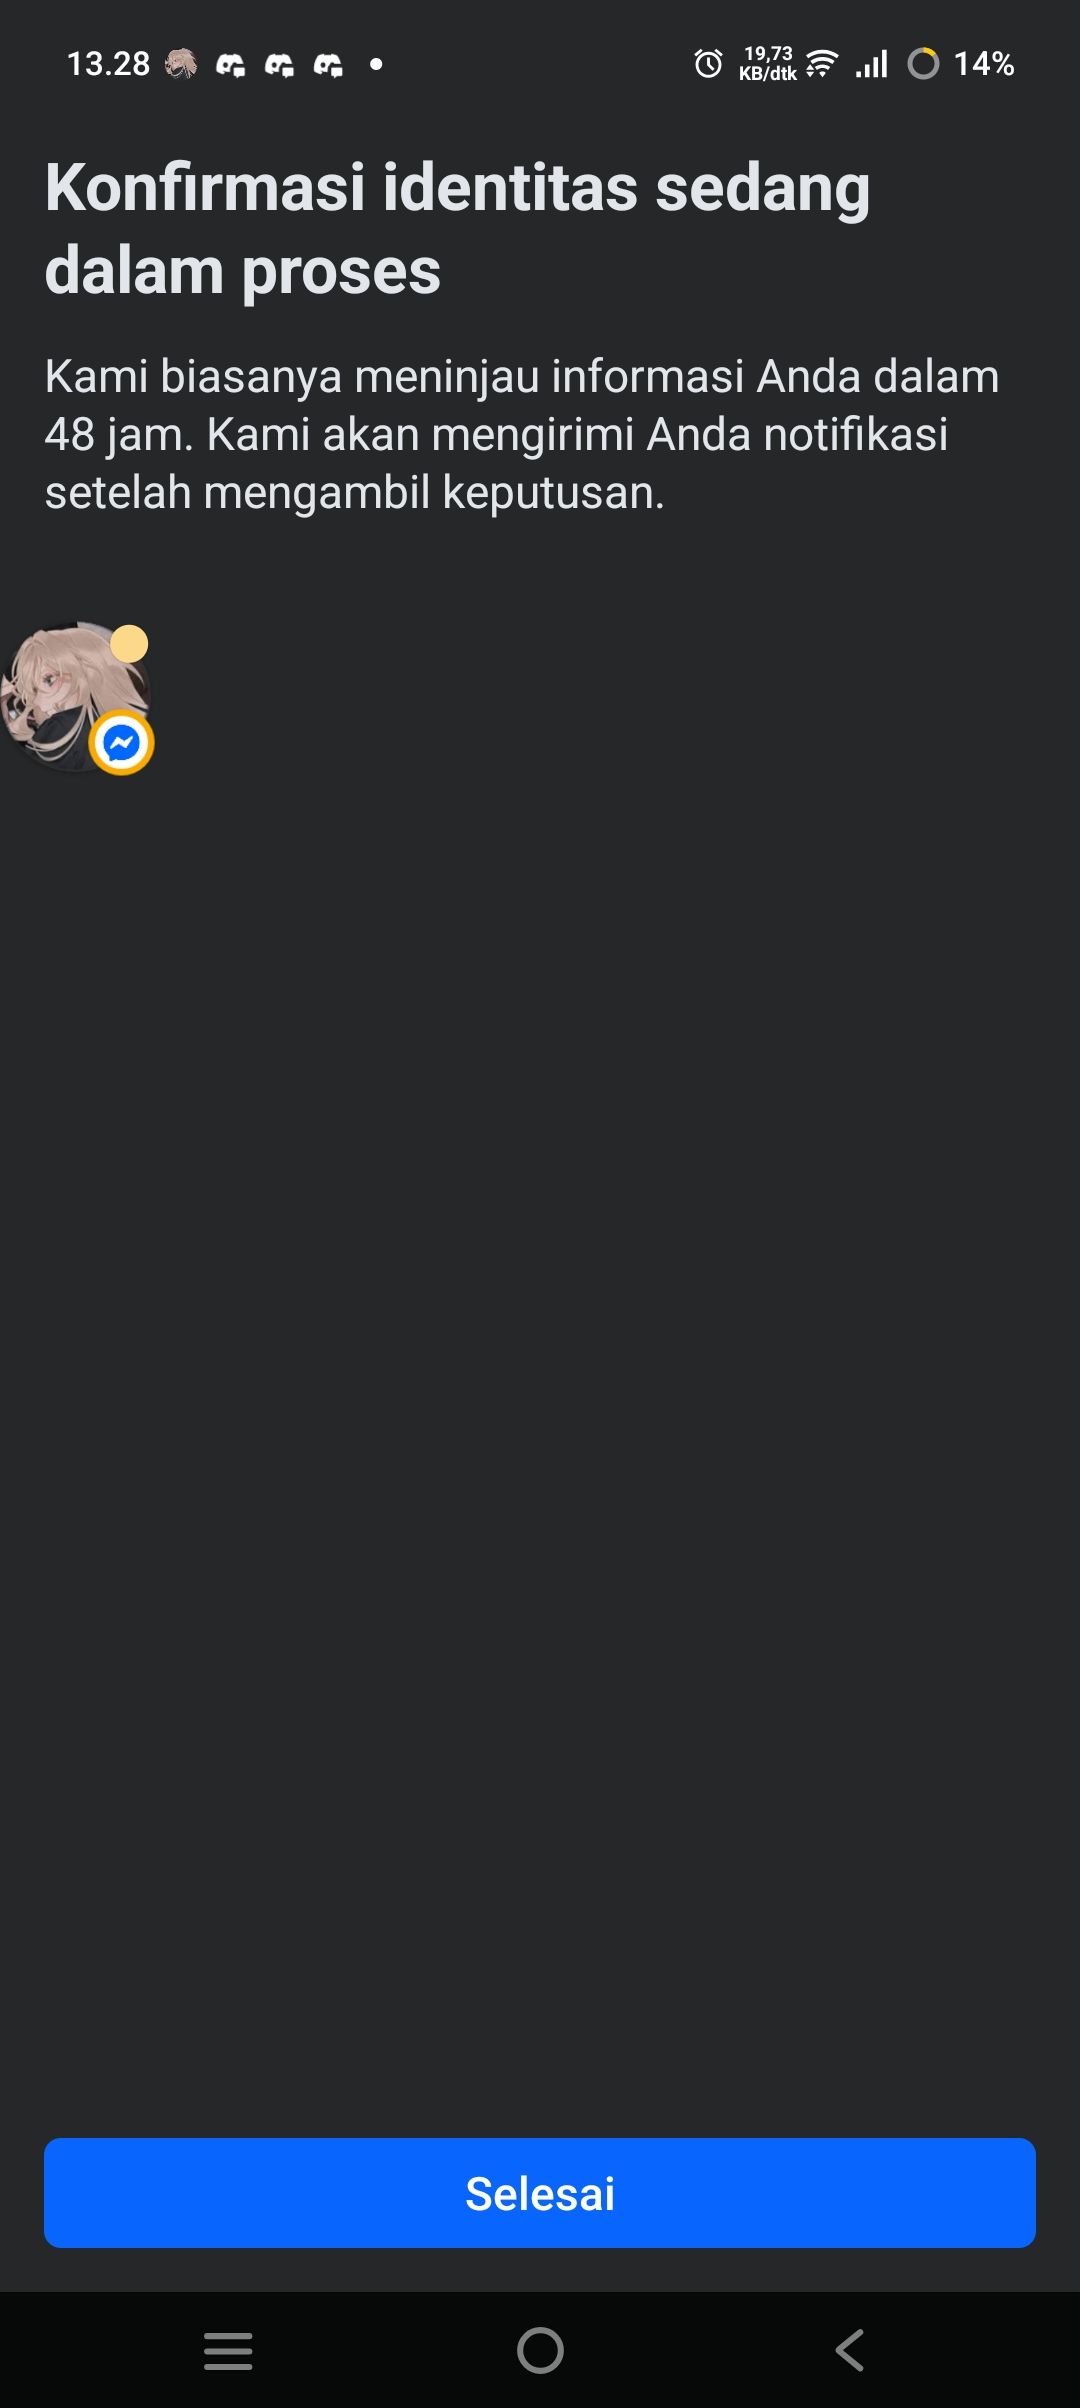 13.28
19,73
KB/dtk
14%
Konfirmasi identitas sedang
dalam proses
Kami biasanya meninjau informasi Anda dalam
48 jam. Kami akan mengirimi Anda notifikasi
setelah mengambil keputusan.
Selesai